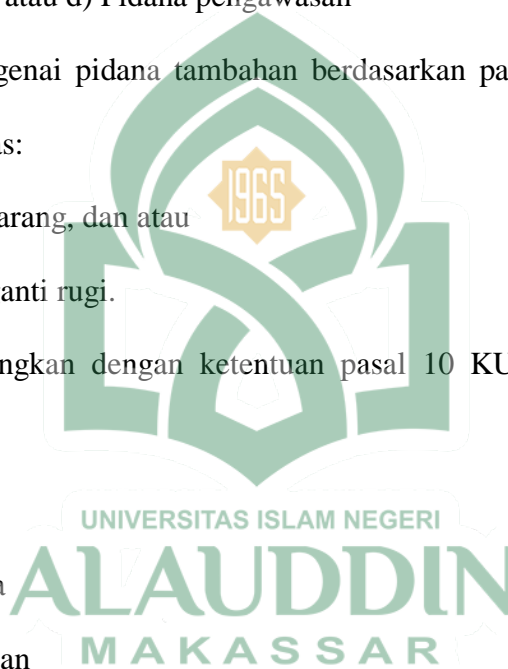 atau d) Pidana pengawasan
genai pidana tambahan berdasarkan pa
as:
arang, dan atau
1965
anti rugi.
ngkan dengan ketentuan pasal 10 KU
UNIVERSITAS ISLAM NEGERI
ALAUDDIN
MAKASSAR
an